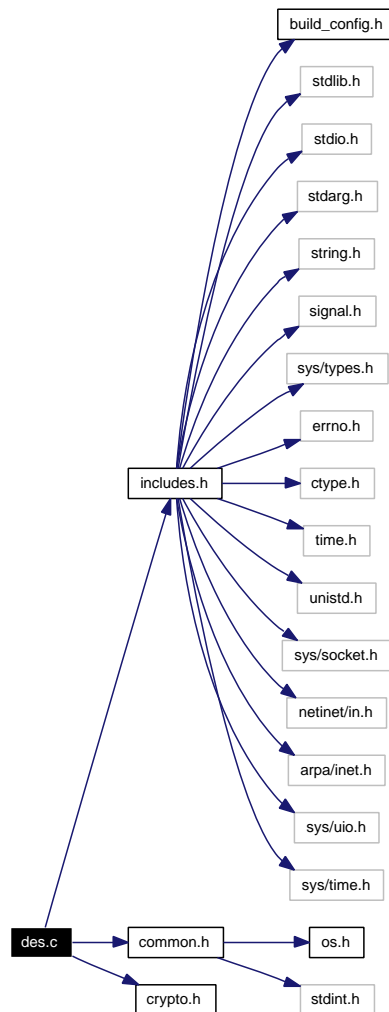 build_config.h
stdlib.h
stdio.h
stdarg.h
string.h
signal.h
sys/types.h
errno.h
includes.h
ctype.h
time.h
unistd.h
sys/socket.h
netinet/in.h
arpa/inet.h
sys/uio.h
sys/time.h
des.c
common.h
os.h
crypto.h
stdint.h